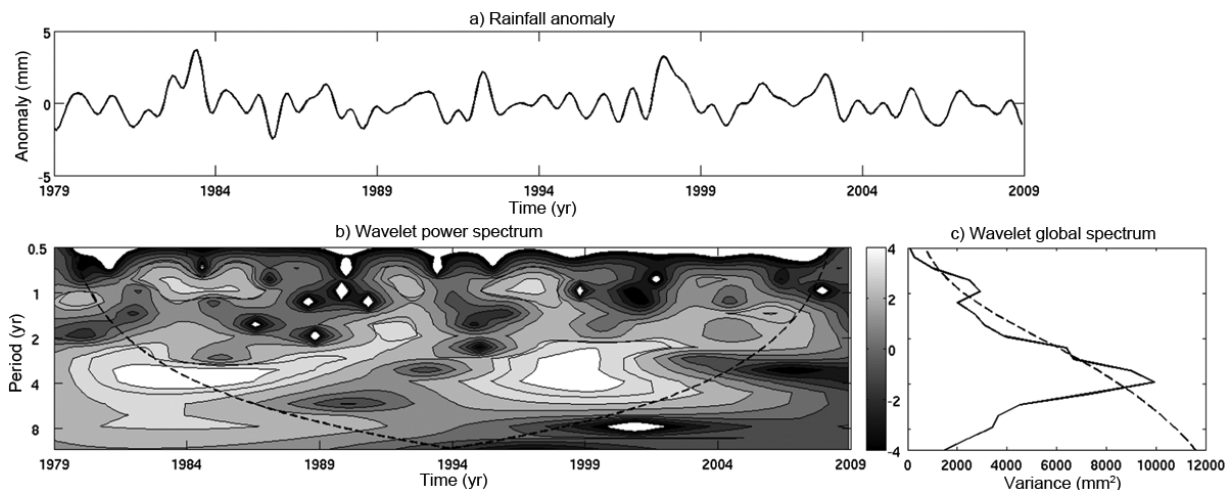 a) Rainfall anomaly
Anomaly (mm)
5
0
-5
1979 1984 1989 1994 1999 2004 2009
Time (yr)
b) Wavelet power spectrum
Period (yr)
0.5
1
2
4
8
1979 1984 1989 1994 1999 2004 2009
Time (yr)
4
2
0
-2
-4
c) Wavelet global spectrum
0 2000 4000 6000 8000 10000 12000
Variance (mm²)